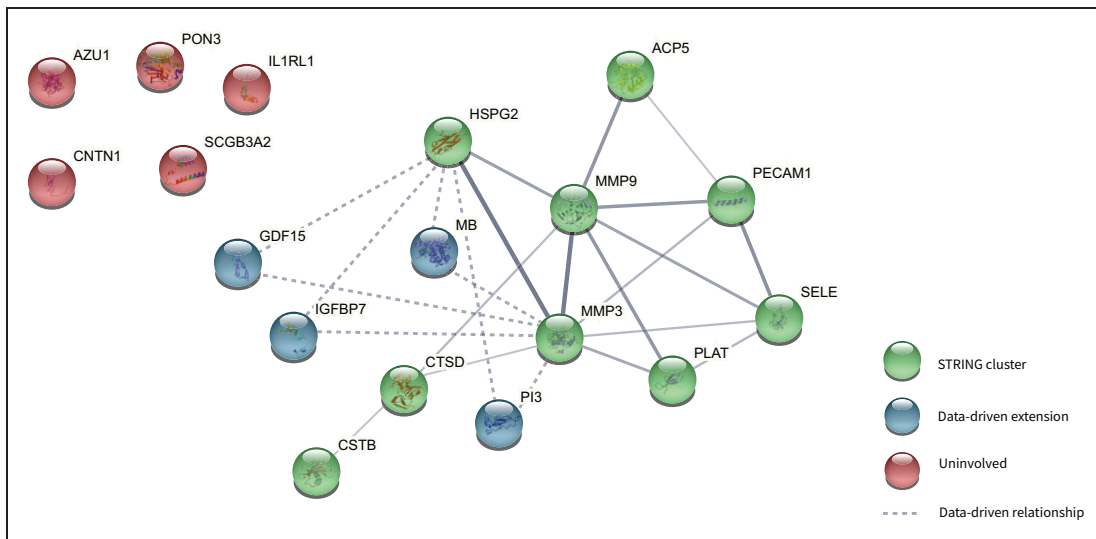 PON3
AZU1
IL1RL1
ACP5
HSPG2
SCGB3A2
CNTN1
MMP9
PECAM1
GDF15
MB
SELE
IGFBP7
MMP3
CTSD
PLAT
PI3
CSTB
STRING cluster
Data-driven extension
Uninvolved
Data-driven relationship